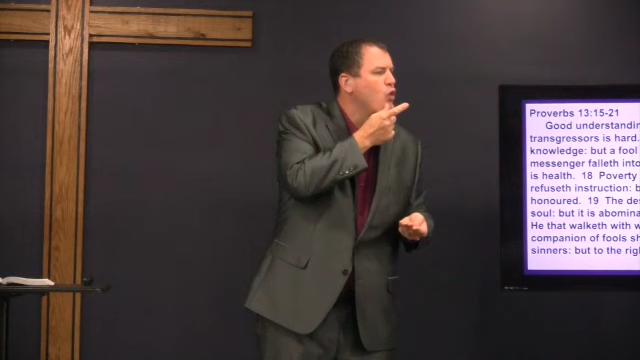 Proverbs 13:15-21
Good understandin
transgressors is hard.
knowledge: but a fool
messenger falleth into
is health. 18 Poverty
refuseth instruction: b
honoured. 19 The des
soul: but it is abomina
He that walketh with w
companion of fools sh
sinners: but to the righ